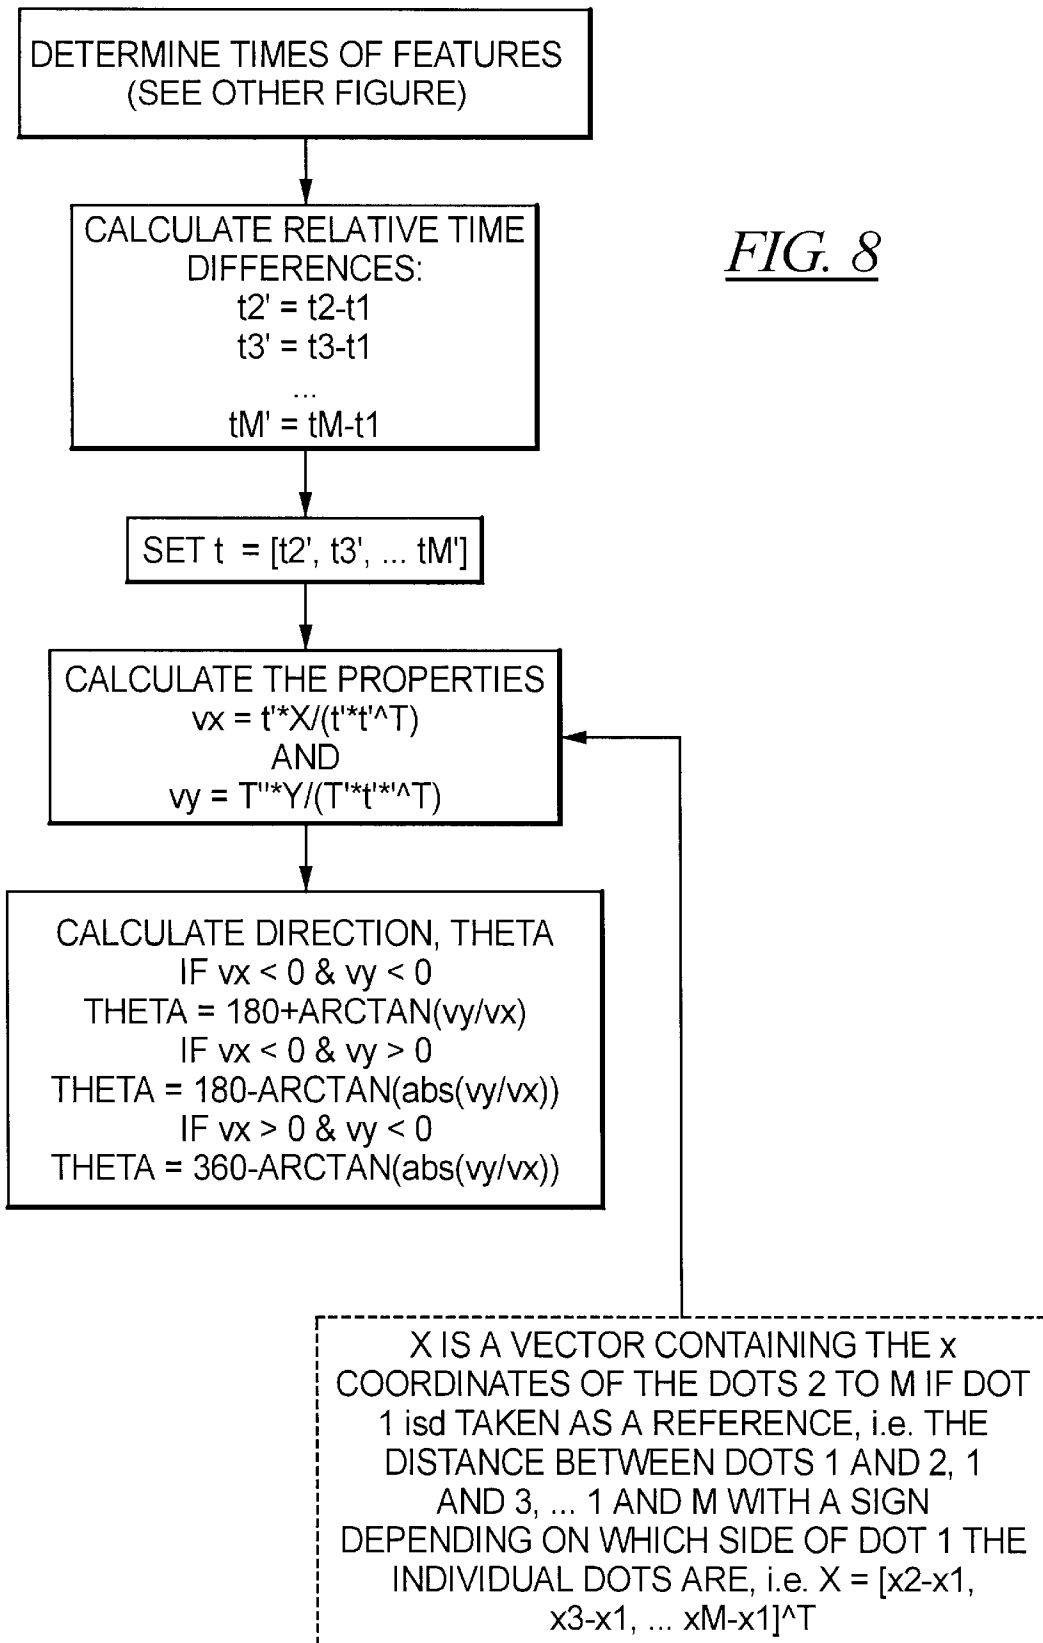 DETERMINE TIMES OF FEATURES
(SEE OTHER FIGURE)
CALCULATE RELATIVE TIME
DIFFERENCES:
t2' = t2-t1
t3' = t3-t1
...
tM' = tM-t1
FIG. 8
SET t = [t2', t3', ... tM']
CALCULATE THE PROPERTIES
vx = t'*X/(t'*t'^T)
AND
vy = T''*Y/(T'*t'*'^T)
CALCULATE DIRECTION, THETA
IF vx < 0 & vy < 0
THETA = 180+ARCTAN(vy/vx)
IF vx < 0 & vy > 0
THETA = 180-ARCTAN(abs(vy/vx))
IF vx > 0 & vy < 0
THETA = 360-ARCTAN(abs(vy/vx))
X IS A VECTOR CONTAINING THE x
COORDINATES OF THE DOTS 2 TO M IF DOT
1 isd TAKEN AS A REFERENCE, i.e. THE
DISTANCE BETWEEN DOTS 1 AND 2, 1
AND 3, ... 1 AND M WITH A SIGN
DEPENDING ON WHICH SIDE OF DOT 1 THE
INDIVIDUAL DOTS ARE, i.e. X = [x2-x1,
x3-x1, ... xM-x1]^T